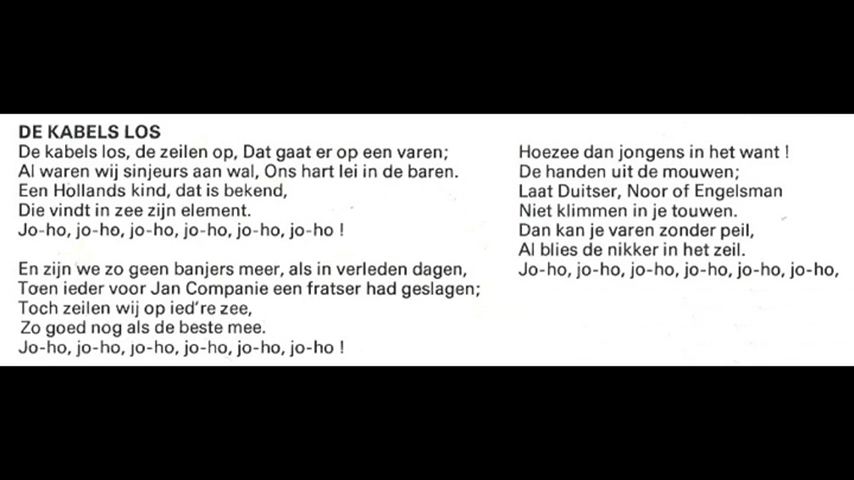 DE KABELS LOS
De kabels los, de zeilen op, Dat gaat er op een varen;
Al waren wij sinjeurs aan wal, Ons hart lei in de baren.
Een Hollands kind, dat is bekend,
Die vindt in zee zijn element.
Jo-ho, jo-ho, jo-ho, jo-ho, jo-ho, jo-ho !
En zijn we zo geen banjers meer, als in verleden dagen,
Toen ieder voor Jan Companie een fratser had geslagen;
Toch zeilen wij op ied're zee,
Zo goed nog als de beste mee.
Jo-ho, jo-ho, jo-ho, jo-ho, jo-ho, jo-ho !
Hoezee dan jongens in het want !
De handen uit de mouwen;
Laat Duitser, Noor of Engelsman
Niet klimmen in je touwen.
Dan kan je varen zonder peil,
Al blies de nikker in het zeil.
Jo-ho, jo-ho, jo-ho, jo-ho, jo-ho, jo-ho,